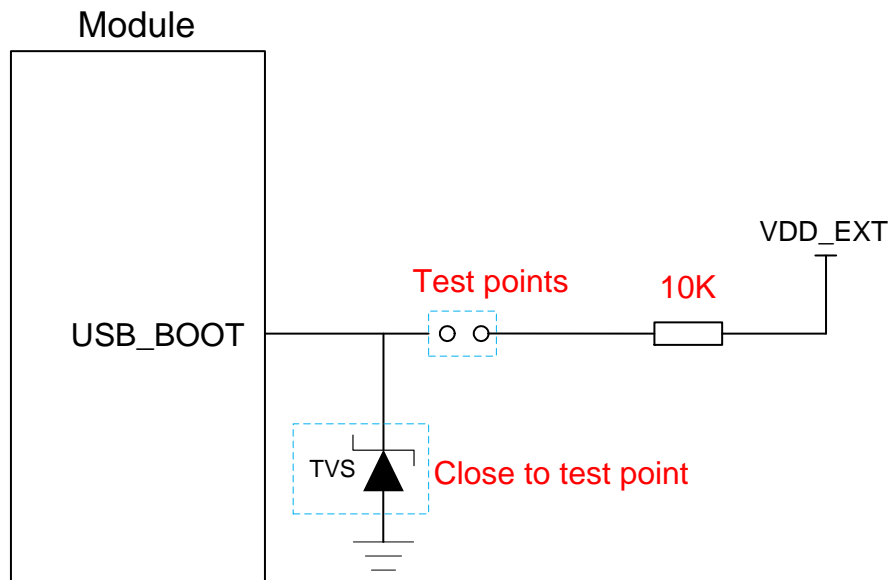 Module
VDD_EXT
Test points
10K
USB_BOOT
TVS
Close to test point